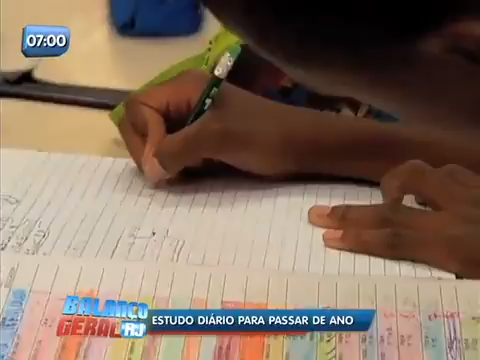 07:00
BALANÇO
GERAL RJ
ESTUDO DIÁRIO PARA PASSAR DE ANO